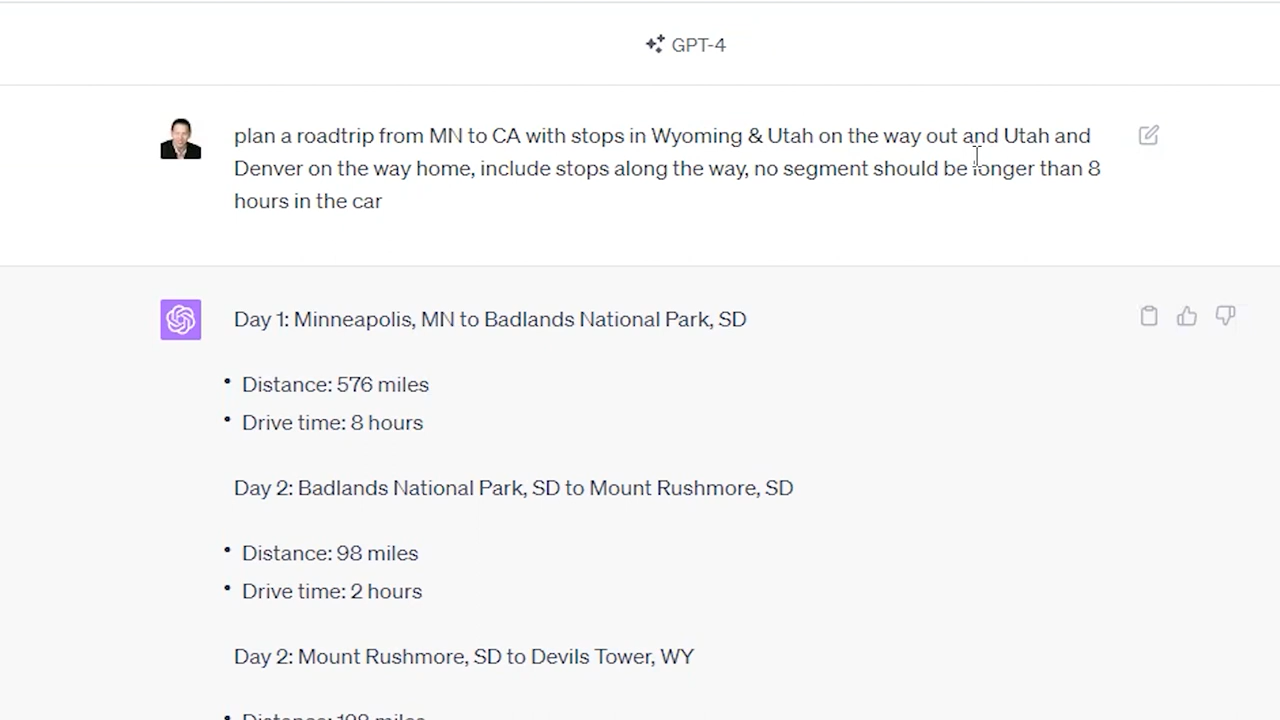 GPT-4
plan a roadtrip from MN to CA with stops in Wyoming & Utah on the way out and Utah and
Denver on the way home, include stops along the way, no segment should be longer than 8
hours in the car
Day 1: Minneapolis, MN to Badlands National Park, SD
• Distance: 576 miles
• Drive time: 8 hours
Day 2: Badlands National Park, SD to Mount Rushmore, SD
• Distance: 98 miles
• Drive time: 2 hours
Day 2: Mount Rushmore, SD to Devils Tower, WY
• Distance: miles